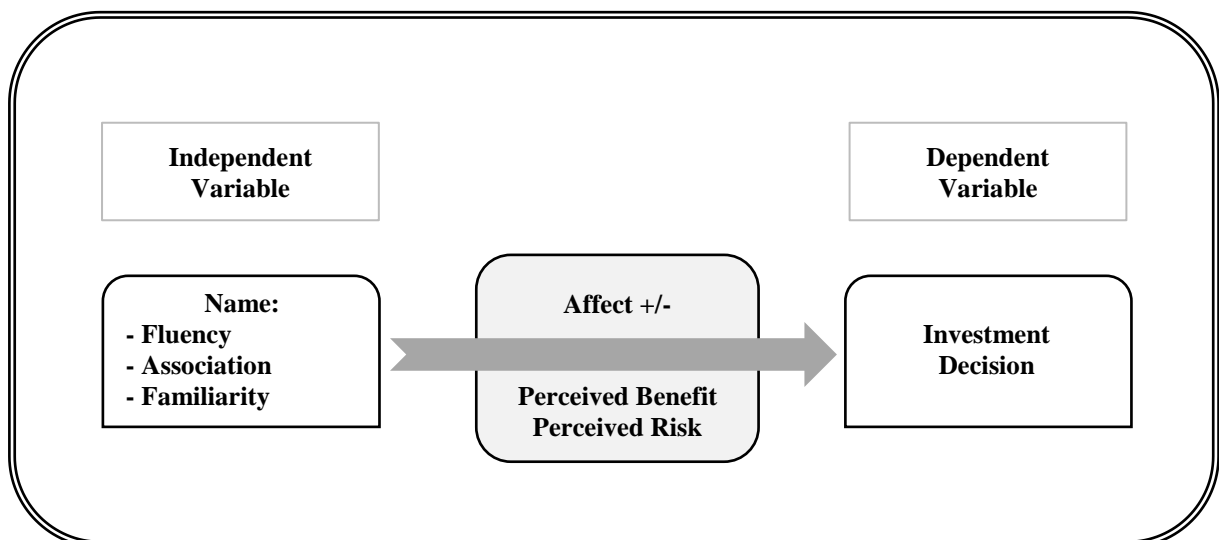 Independent
Variable
Dependent
Variable
Name:
- Fluency
- Association
- Familiarity
Affect +/-
Perceived Benefit
Perceived Risk
Investment
Decision